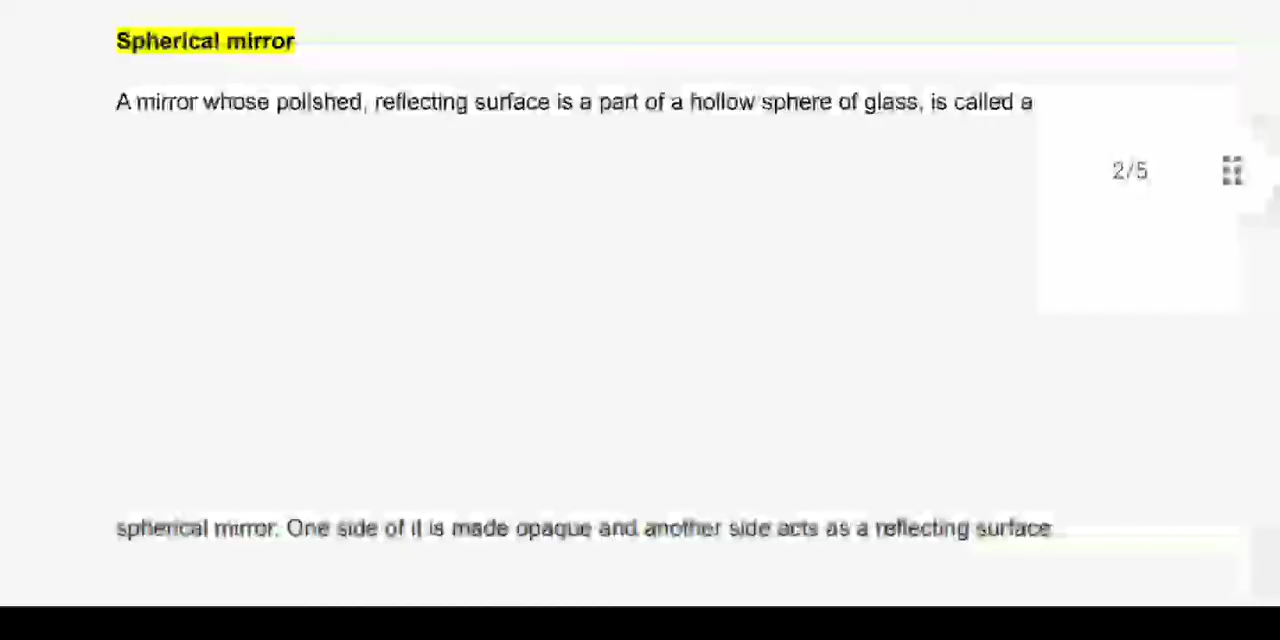 Spherical mirror
A mirror whose polished, reflecting surface is a part of a hollow sphere of glass, is called a
2/5
spherical mirror. One side of it is made opaque and another side acts as a reflecting surface